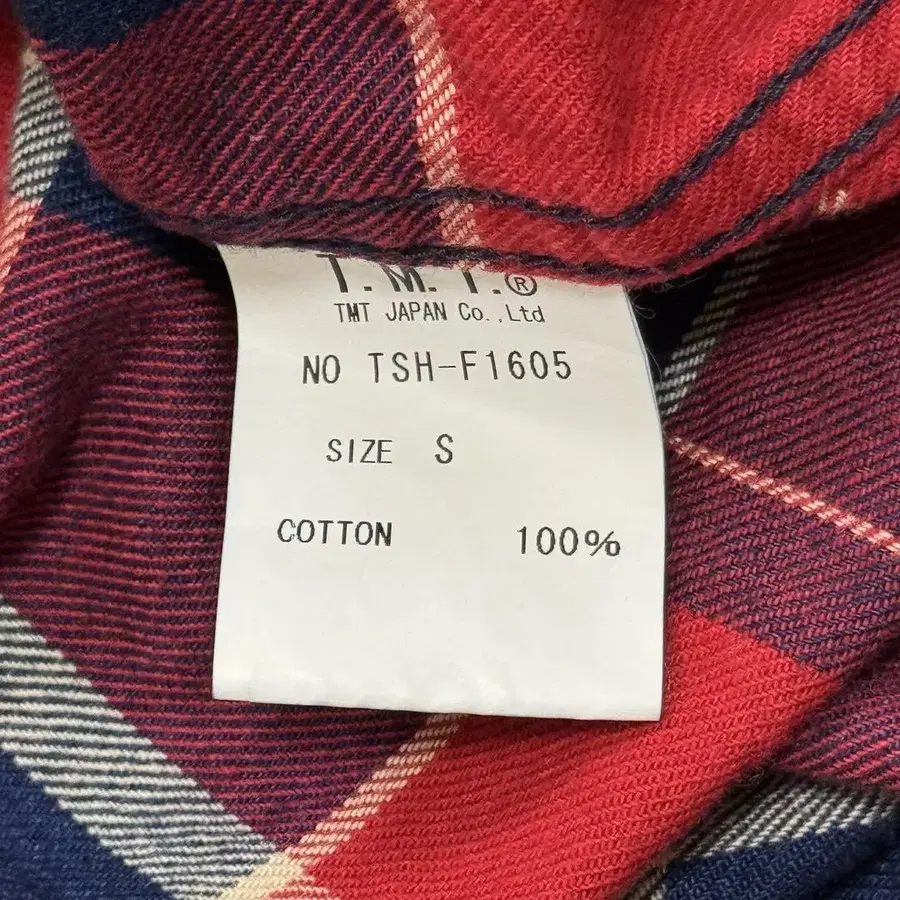 T.M.T.®
TMT JAPAN Co.,Ltd
NO TSH-F1605
SIZE S
COTTON 100%